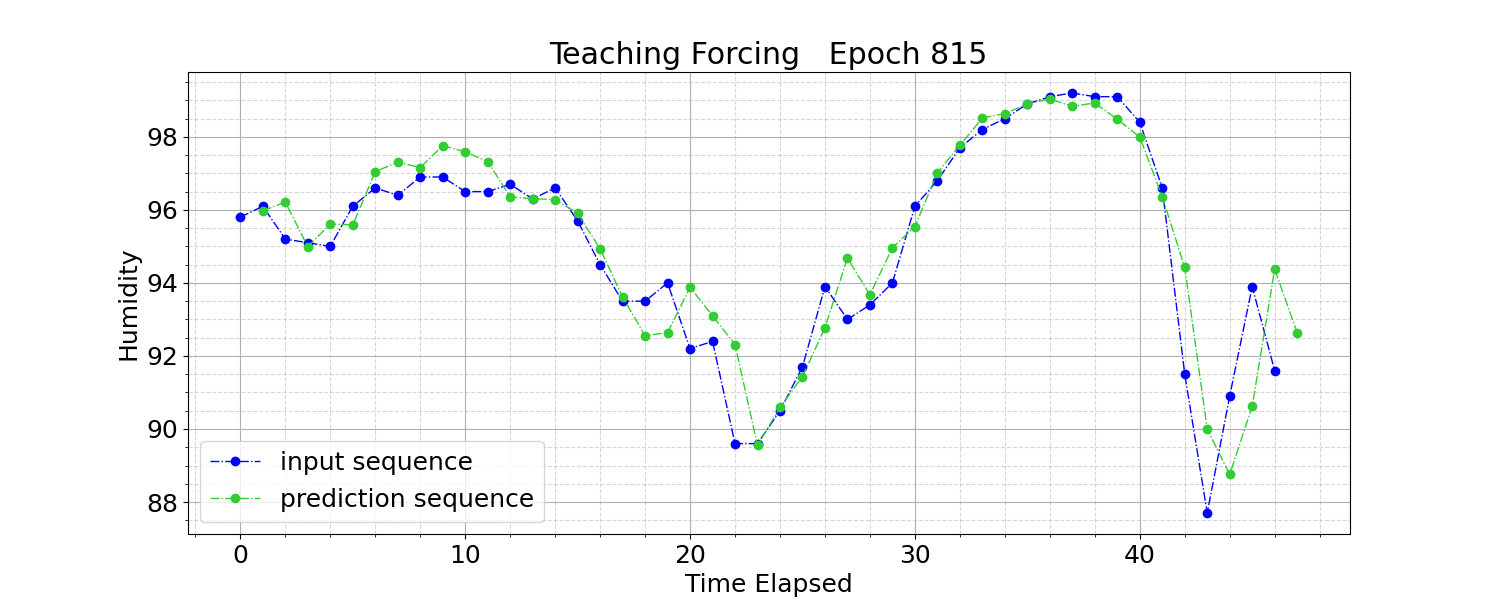 Teaching Forcing   Epoch 815
Humidity
98
96
94
92
90
88
input sequence
prediction sequence
0 10 20 30 40
Time Elapsed